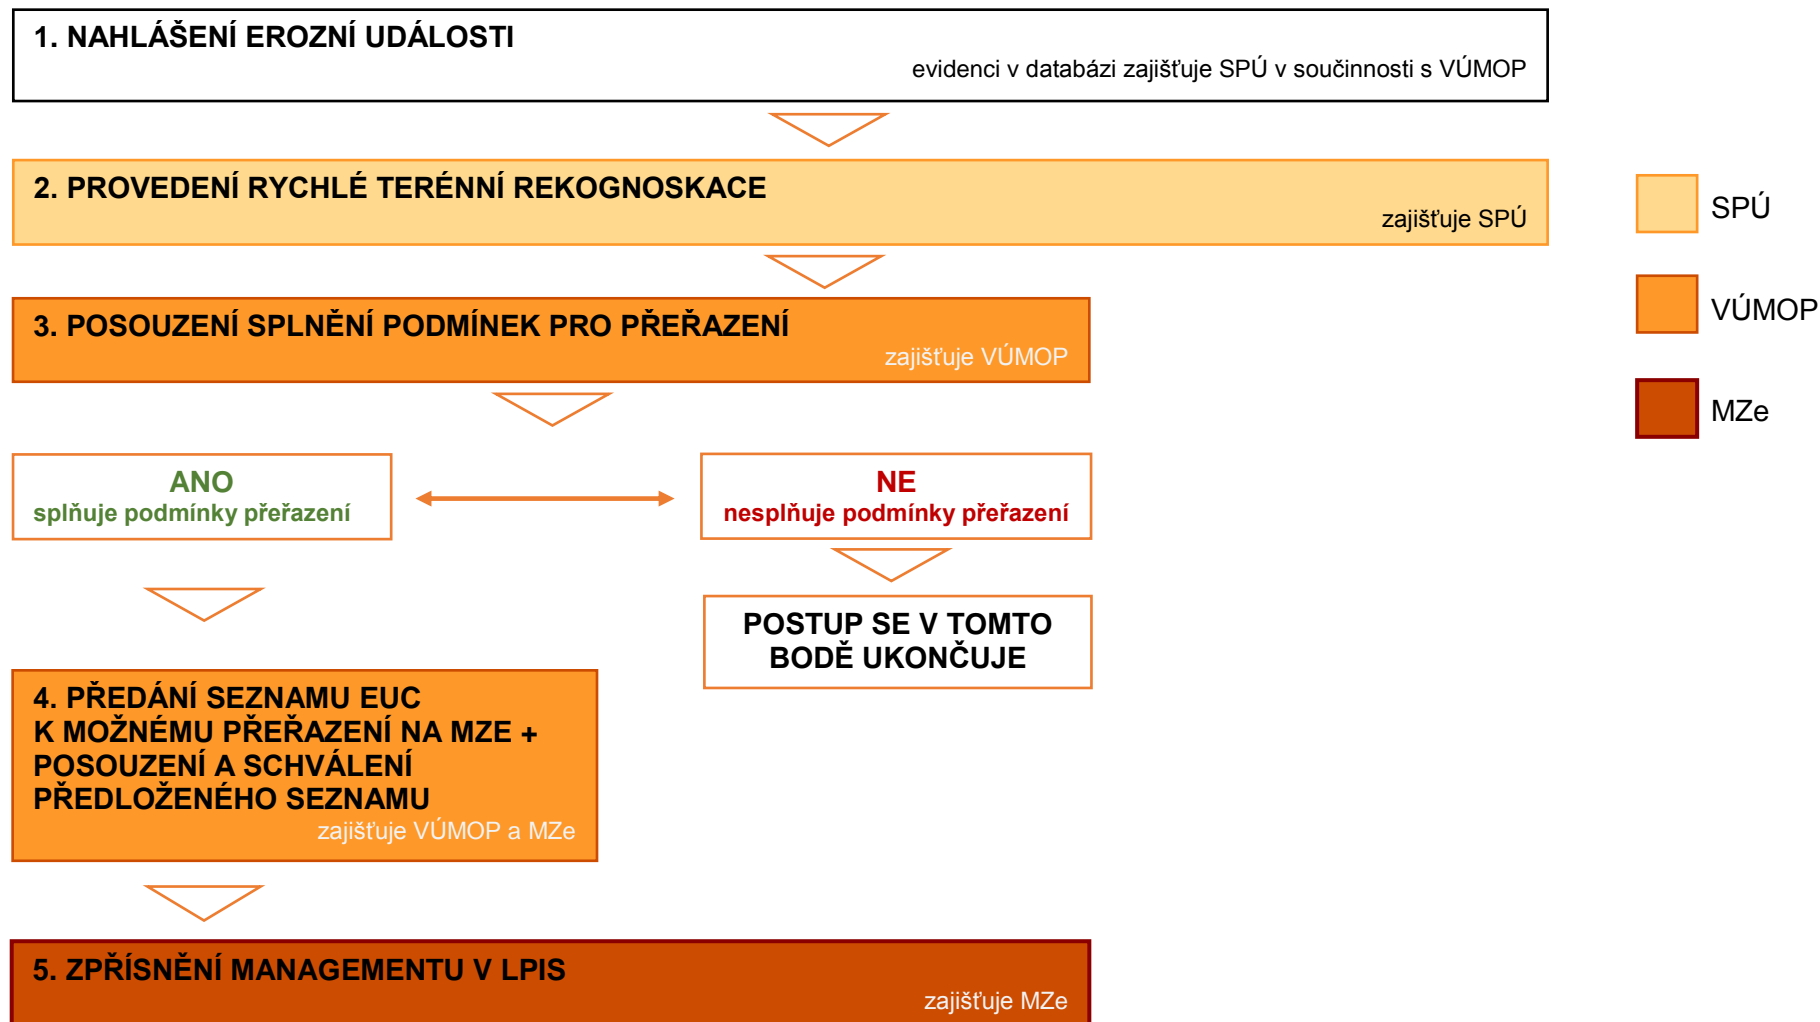 1. NAHLÁŠENÍ EROZNÍ UDÁLOSTI
evidenci v databázi zajišťuje SPÚ v součinnosti s VÚMOP
2. PROVEDENÍ RYCHLÉ TERÉNNÍ REKOGNOSKACE
zajišťuje SPÚ
3. POSOUZENÍ SPLNĚNÍ PODMÍNEK PRO PŘEŘAZENÍ
zajišťuje VÚMOP
ANO
splňuje podmínky přeřazení
NE
nesplňuje podmínky přeřazení
POSTUP SE V TOMTO
BODĚ UKONČUJE
4. PŘEDÁNÍ SEZNAMU EUC
K MOŽNÉMU PŘEŘAZENÍ NA MZE +
POSOUZENÍ A SCHVÁLENÍ
PŘEDLOŽENÉHO SEZNAMU
zajišťuje VÚMOP a MZe
5. ZPŘÍSNĚNÍ MANAGEMENTU V LPIS
zajišťuje MZe
SPÚ
VÚMOP
MZe